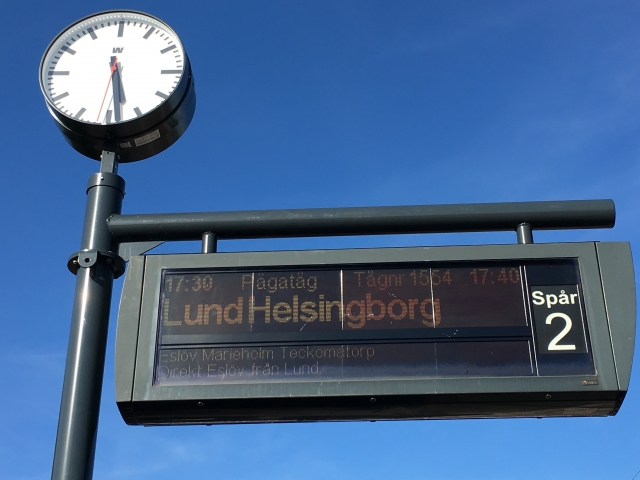 W
17:30 Pågatåg Tågnr 1554 17:40
Lund Helsingborg
Eslöv Marieholm Teckomatorp
Direkt Eslöv från Lund.
Spår
2